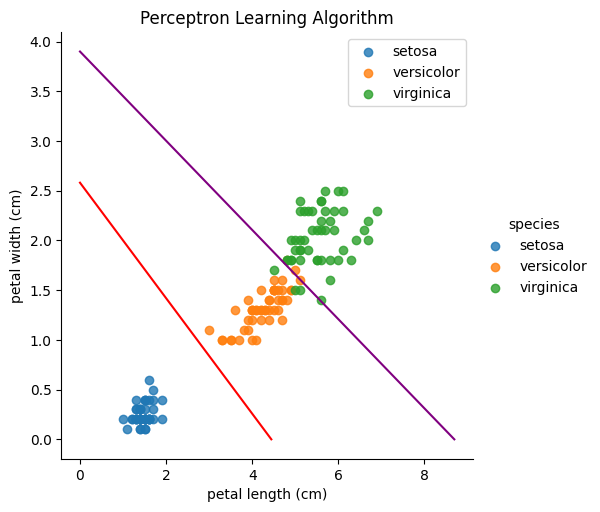 Perceptron Learning Algorithm
setosa
versicolor
virginica
4.0
3.5
3.0
2.5
2.0
1.5
1.0
0.5
0.0
petal width (cm)
0 2 4 6 8
petal length (cm)
species
setosa
versicolor
virginica